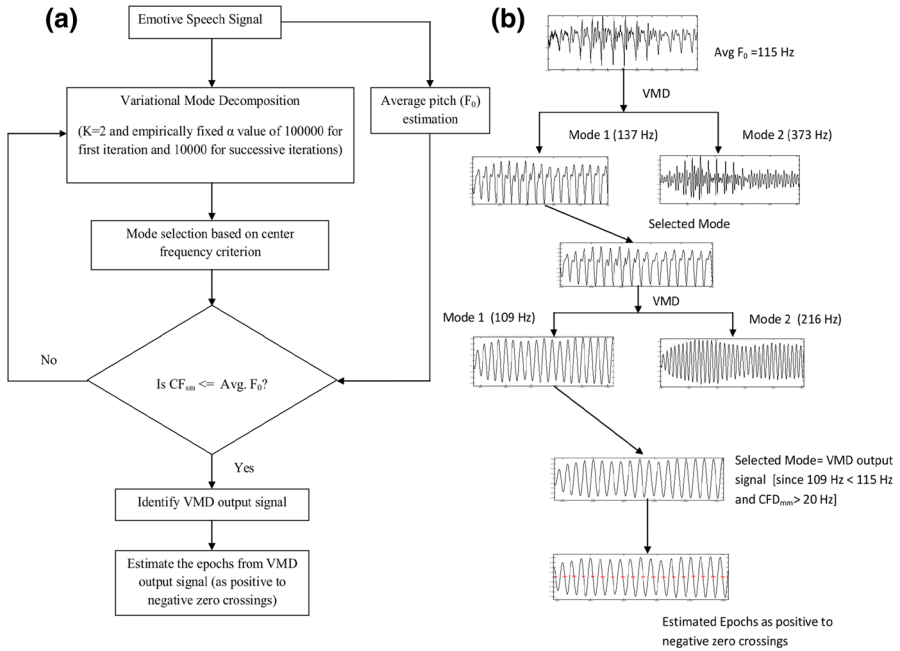 (a)
Emotive Speech Signal
Variational Mode Decomposition
(K=2 and empirically fixed α value of 100000 for
first iteration and 10000 for successive iterations)
Average pitch (F₀)
estimation
Mode selection based on center
frequency criterion
No
Is CFₛₘ <= Avg. F₀?
Yes
Identify VMD output signal
Estimate the epochs from VMD
output signal (as positive to
negative zero crossings)
(b)
Avg F₀ =115 Hz
VMD
Mode 1 (137 Hz)
Mode 2 (373 Hz)
Selected Mode
VMD
Mode 1 (109 Hz)
Mode 2 (216 Hz)
Selected Mode= VMD output
signal [since 109 Hz < 115 Hz
and CFDₘₘ> 20 Hz]
Estimated Epochs as positive to
negative zero crossings